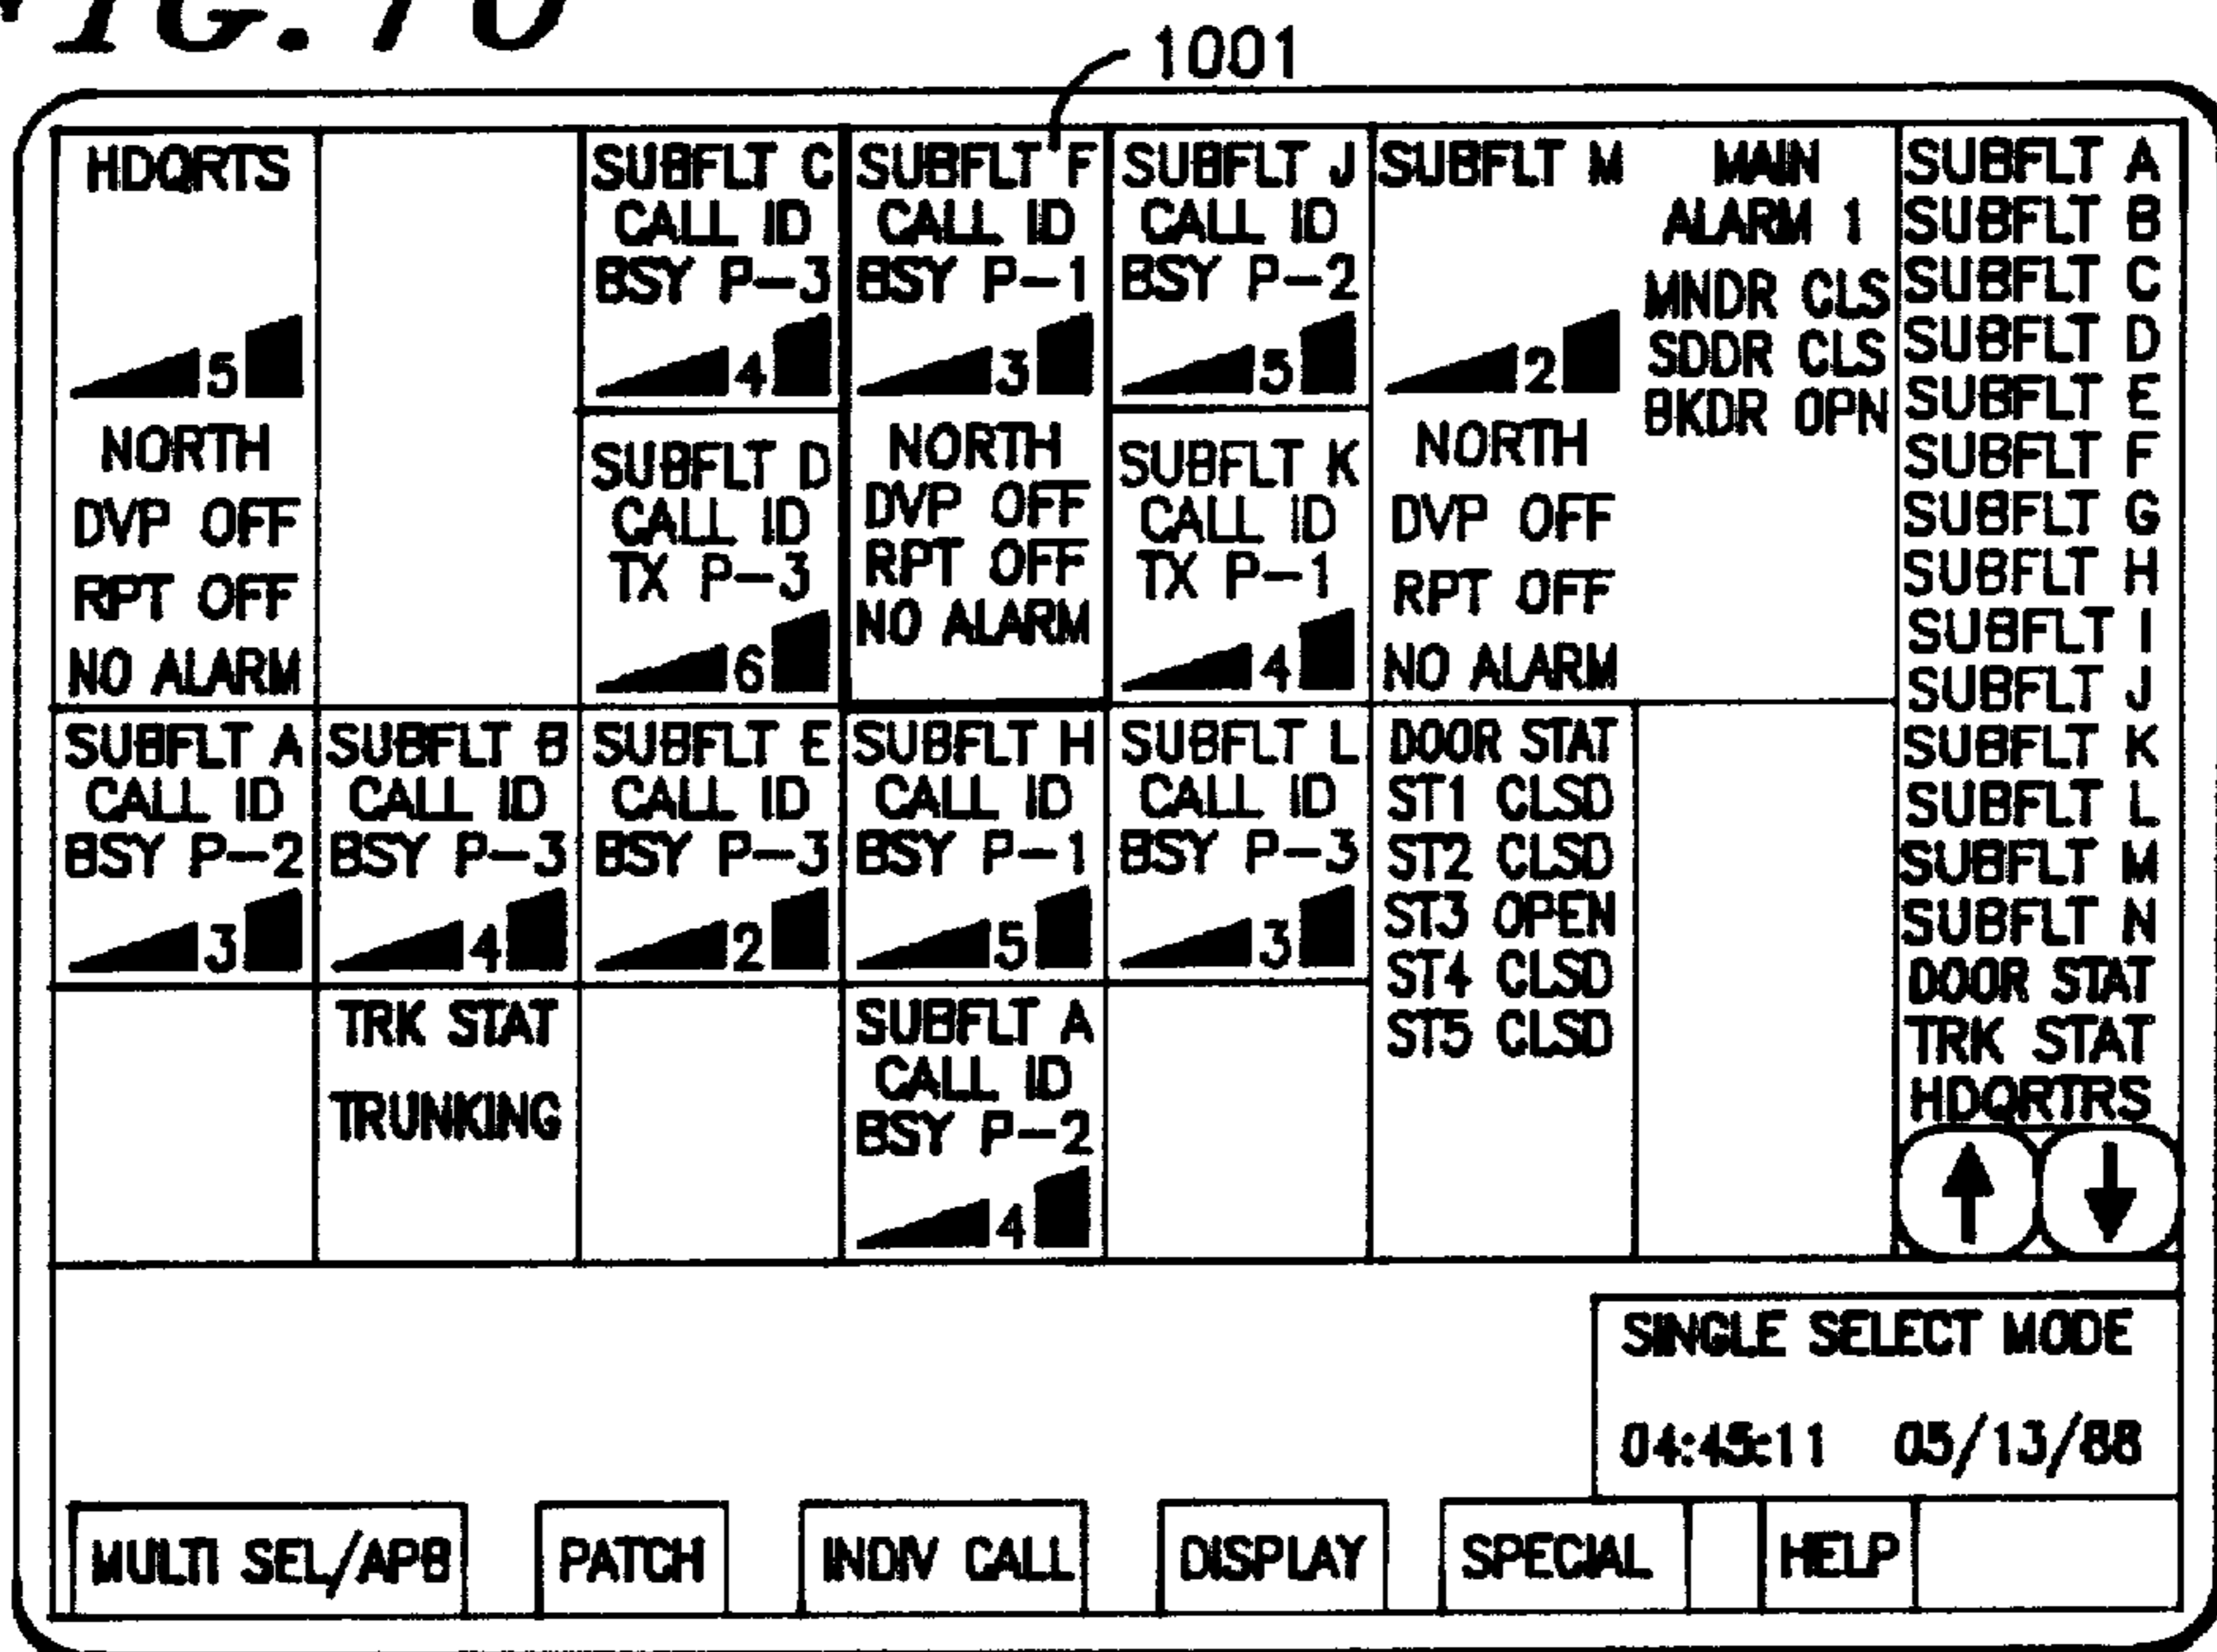 FIG. 10
1001
HDQRTS
5
NORTH
DVP OFF
RPT OFF
NO ALARM
SUBFLT C
CALL ID
BSY P-3
4
SUBFLT D
CALL ID
TX P-3
6
SUBFLT F
CALL ID
BSY P-1
3
NORTH
DVP OFF
RPT OFF
NO ALARM
SUBFLT J
CALL ID
BSY P-2
5
SUBFLT K
CALL ID
TX P-1
4
SUBFLT M
2
NORTH
DVP OFF
RPT OFF
NO ALARM
MAIN
ALARM 1
MNDR CLS
SDDR CLS
BKDR OPN
SUBFLT A
CALL ID
BSY P-2
3
SUBFLT B
CALL ID
BSY P-3
4
SUBFLT E
CALL ID
BSY P-3
2
SUBFLT H
CALL ID
BSY P-1
5
SUBFLT L
CALL ID
BSY P-3
3
DOOR STAT
ST1 CLSD
ST2 CLSD
ST3 OPEN
ST4 CLSD
ST5 CLSD
TRK STAT
TRUNKING
SUBFLT A
CALL ID
BSY P-2
4
SUBFLT A
SUBFLT B
SUBFLT C
SUBFLT D
SUBFLT E
SUBFLT F
SUBFLT G
SUBFLT H
SUBFLT I
SUBFLT J
SUBFLT K
SUBFLT L
SUBFLT M
SUBFLT N
DOOR STAT
TRK STAT
HDQRTRS
SINGLE SELECT MODE
04:45:11 05/13/88
MULTI SEL/APB
PATCH
INDIV CALL
DISPLAY
SPECIAL
HELP